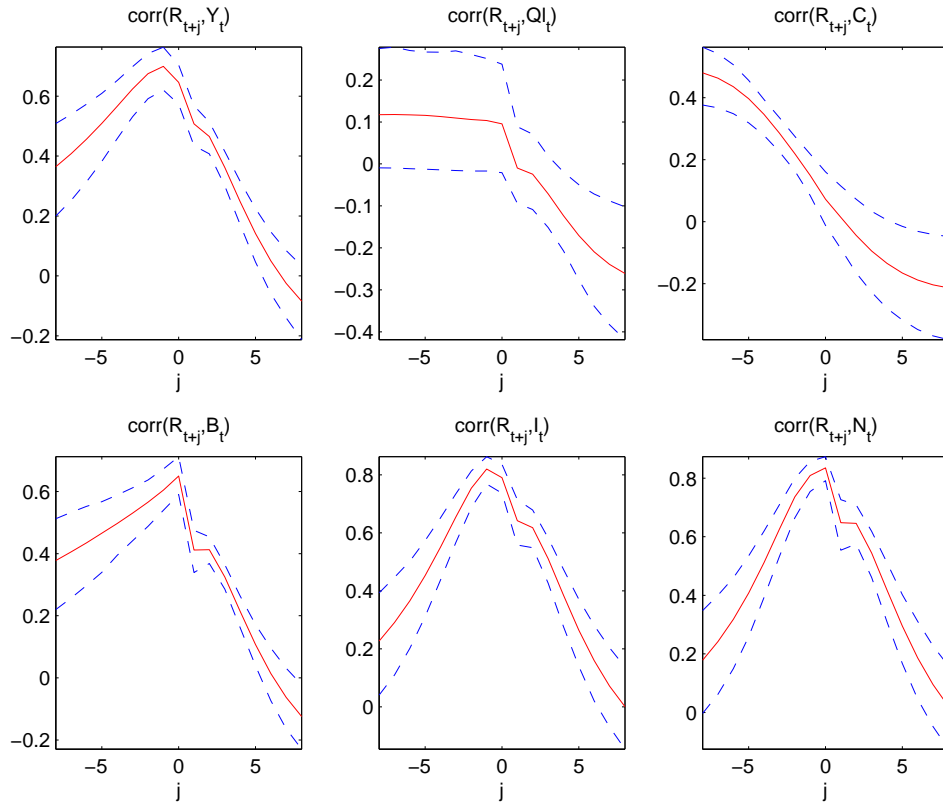 corr(R_{t+j},Y_t)
corr(R_{t+j},QI_t)
corr(R_{t+j},C_t)
0.6
0.4
0.2
0
−0.2
−5 0 5
j
0.2
0.1
0
−0.1
−0.2
−0.3
−0.4
−5 0 5
j
0.4
0.2
0
−0.2
−5 0 5
j
corr(R_{t+j},B_t)
corr(R_{t+j},I_t)
corr(R_{t+j},N_t)
0.6
0.4
0.2
0
−0.2
−5 0 5
j
0.8
0.6
0.4
0.2
0
−5 0 5
j
0.8
0.6
0.4
0.2
0
−5 0 5
j